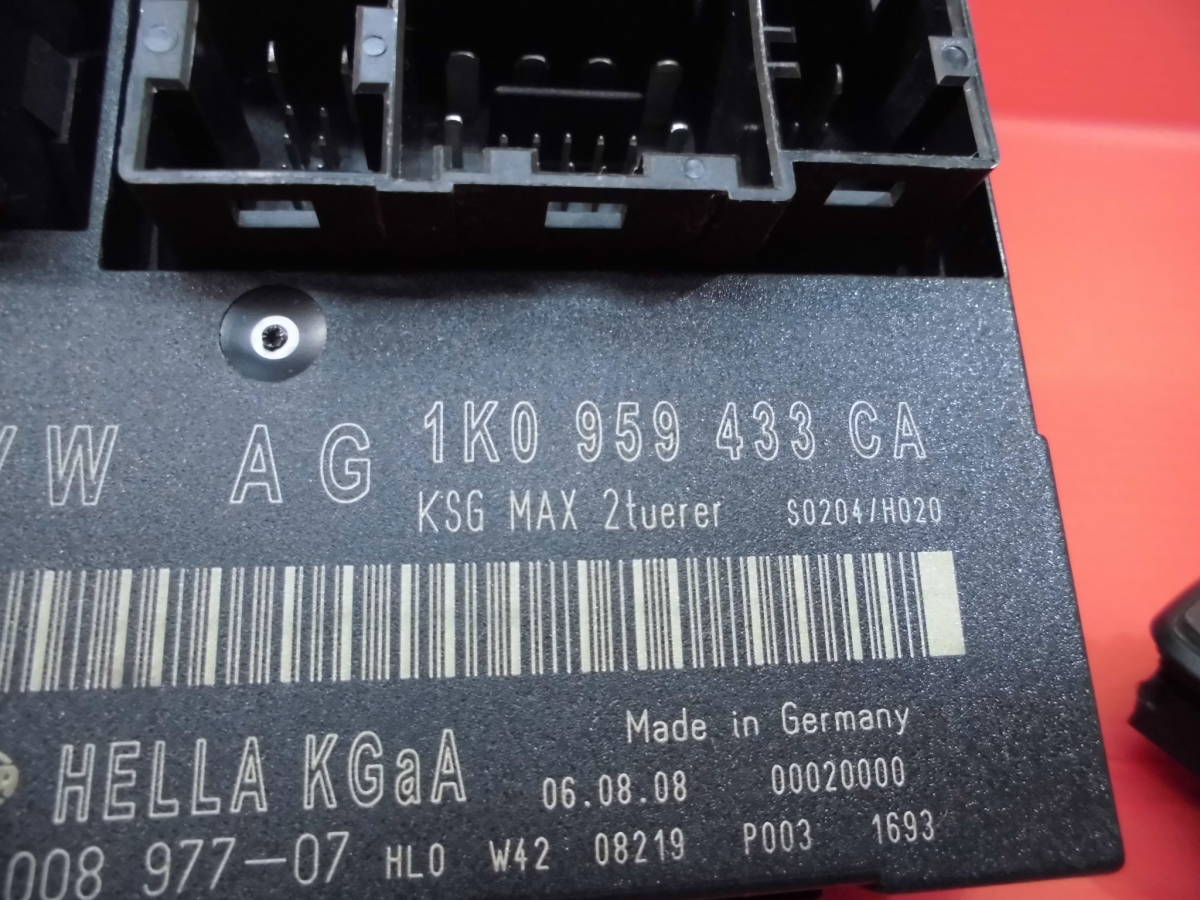 VW AG 1K0 959 433 CA
KSG MAX 2tuerer S0204/H020
Made in Germany
HELLA KGaA 06.08.08 00020000
008 977-07 HL0 W42 08219 P003 1693